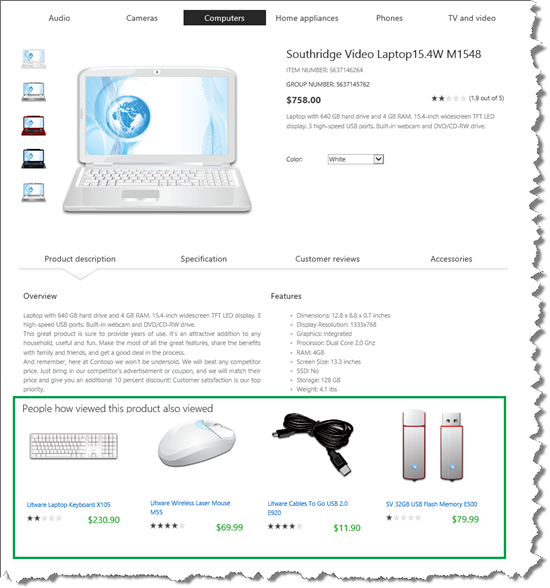 Audio Cameras Computers Home appliances Phones TV and video
Southridge Video Laptop15.4W M1548
ITEM NUMBER: 5637146264
GROUP NUMBER: 5637145762
$758.00 (1.9 out of 5)
Laptop with 640 GB hard drive and 4 GB RAM. 15.4-inch widescreen TFT LED
display. 3 high-speed USB ports. Built-in webcam and DVD/CD-RW drive.
Color: White
Product description Specification Customer reviews Accessories
Overview
Laptop with 640 GB hard drive and 4 GB RAM. 15.4-inch widescreen TFT LED display. 3
high-speed USB ports. Built-in webcam and DVD/CD-RW drive.
This great product is sure to provide years of use. It's an attractive addition to any
household, useful and fun. Make the most of all the great features, share the benefits
with family and friends, and get a good deal in the process.
And remember, here at Contoso we won't be undersold. We will beat any competitor
price. Just bring in our competitor's advertisement or coupon, and we will match their
price and give you an additional 10 percent discount! Customer satisfaction is our top
priority.
Features
Dimensions: 12.8 x 8.8 x 0.7 inches
Display Resolution: 1333x768
Graphics: Integrated
Processor: Dual Core 2.0 Ghz
RAM: 4GB
Screen Size: 13.3 inches
SSD: No
Storage: 128 GB
Weight: 4.1 lbs
People how viewed this product also viewed
Litware Laptop Keyboard X105
$230.90
Litware Wireless Laser Mouse
M55
$69.99
Litware Cables To Go USB 2.0
E920
$11.90
SV 32GB USB Flash Memory E500
$79.99